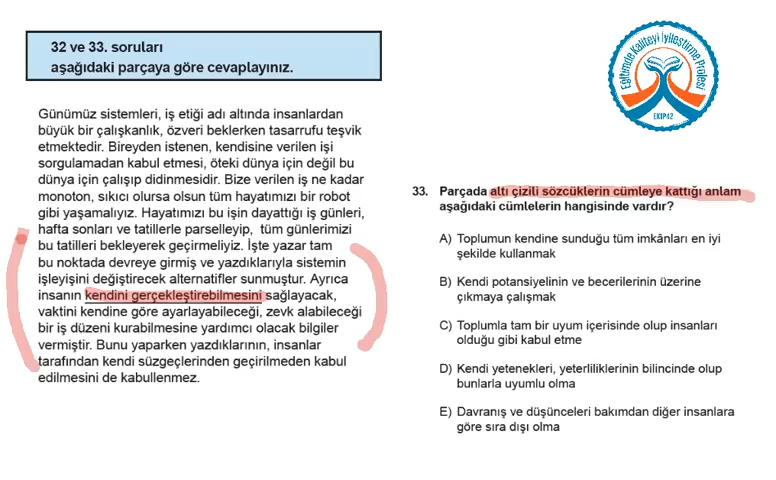 32 ve 33. soruları
aşağıdaki parçaya göre cevaplayınız.
Günümüz sistemleri, iş etiği adı altında insanlardan
büyük bir çalışkanlık, özveri beklerken tasarrufu teşvik
etmektedir. Bireyden istenen, kendisine verilen işi
sorgulamadan kabul etmesi, öteki dünya için değil bu
dünya için çalışıp didinmesidir. Bize verilen iş ne kadar
monoton, sıkıcı olursa olsun tüm hayatımızı bir robot
gibi yaşamalıyız. Hayatımızı bu işin dayattığı iş günleri,
hafta sonları ve tatillerle parselleyip, tüm günlerimizi
bu tatilleri bekleyerek geçirmeliyiz. İşte yazar tam
bu noktada devreye girmiş ve yazdıklarıyla sistemin
işleyişini değiştirecek alternatifler sunmuştur. Ayrıca
insanın kendini gerçekleştirebilmesini sağlayacak,
vaktini kendine göre ayarlayabileceği, zevk alabileceği
bir iş düzeni kurabilmesine yardımcı olacak bilgiler
vermiştir. Bunu yaparken yazdıklarının, insanlar
tarafından kendi süzgeçlerinden geçirilmeden kabul
edilmesini de kabullenmez.
Eğitimde Kaliteyi İyileştirme Projesi
EKİP42
33. Parçada altı çizili sözcüklerin cümleye kattığı anlam
aşağıdaki cümlelerin hangisinde vardır?
A) Toplumun kendine sunduğu tüm imkânları en iyi
şekilde kullanmak
B) Kendi potansiyelinin ve becerilerinin üzerine
çıkmaya çalışmak
C) Toplumla tam bir uyum içerisinde olup insanları
olduğu gibi kabul etme
D) Kendi yetenekleri, yeterliliklerinin bilincinde olup
bunlarla uyumlu olma
E) Davranış ve düşünceleri bakımdan diğer insanlara
göre sıra dışı olma